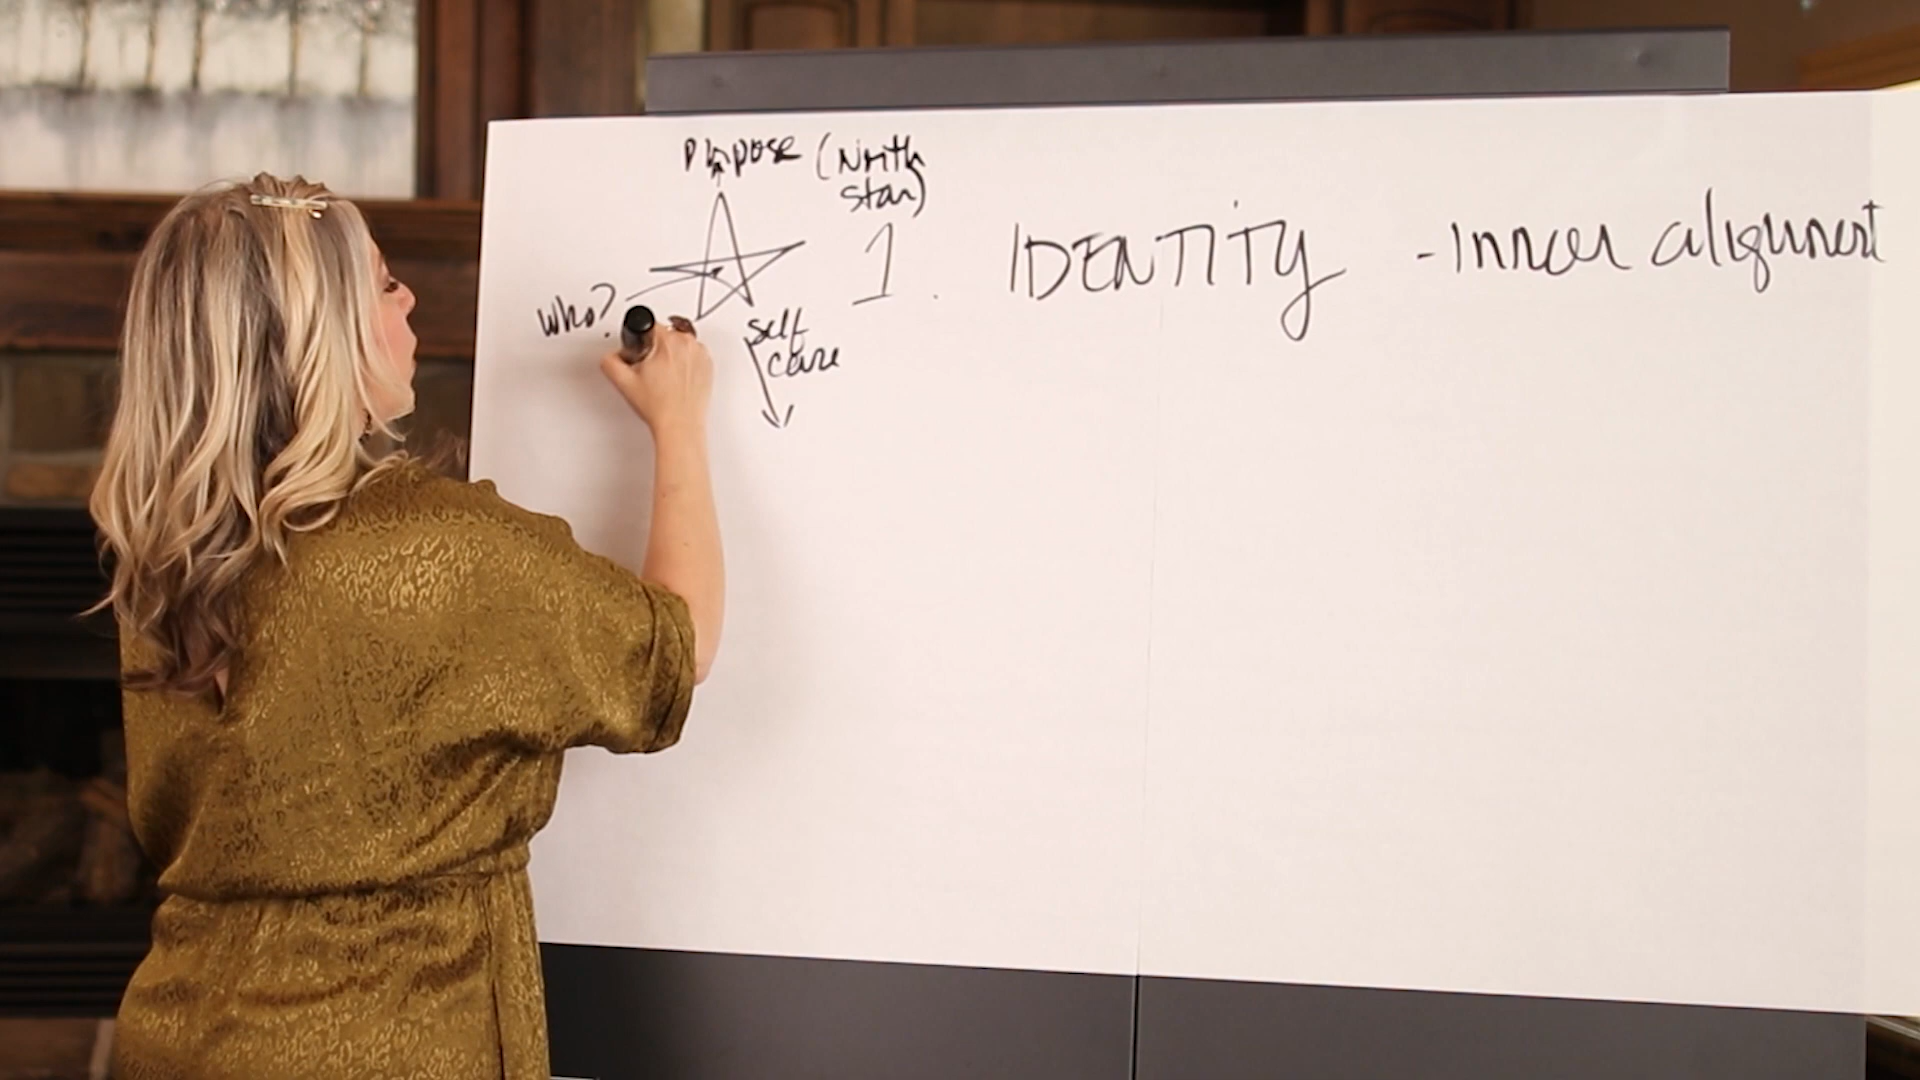 Purpose (North
star)
1. IDENTITY - Inner alignment
who?
self
care